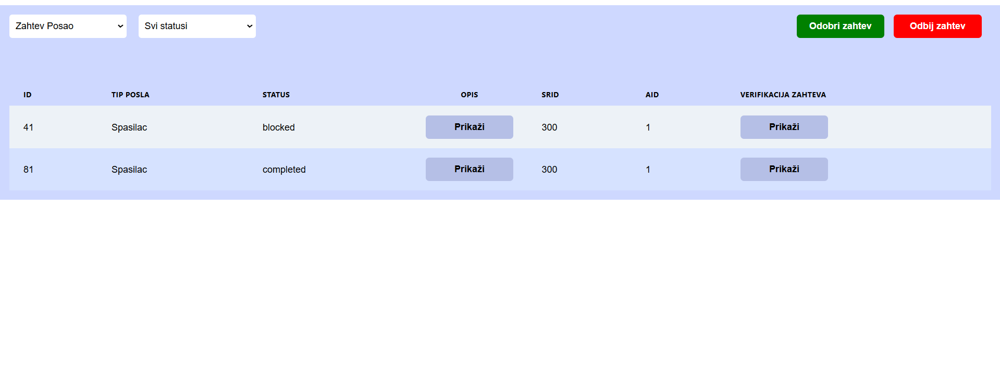 Zahtev Posao Svi statusi Odobri zahtev Odbij zahtev
ID TIP POSLA STATUS OPIS SRID AID VERIFIKACIJA ZAHTEVA
41 Spasilac blocked Prikaži 300 1 Prikaži
81 Spasilac completed Prikaži 300 1 Prikaži